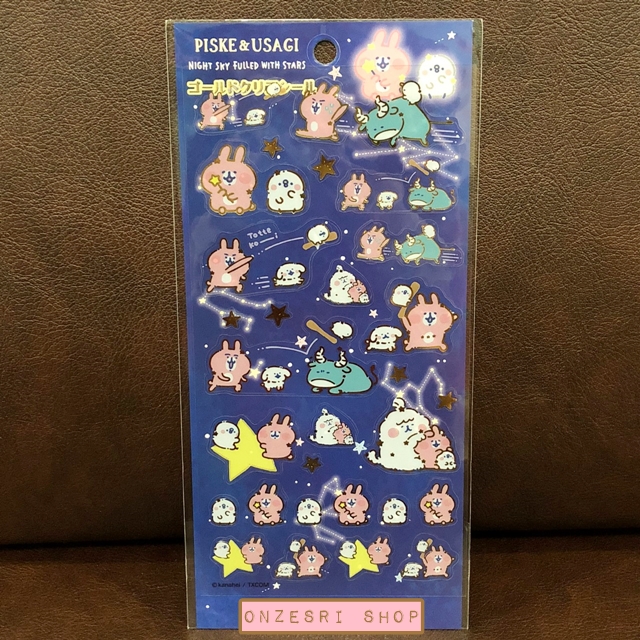 PISKE & USAGI
NIGHT SKY FULLED WITH STARS
ゴールドクリアシール
Totte
ko——i
©kanahei / TXCOM
ONZESRI SHOP